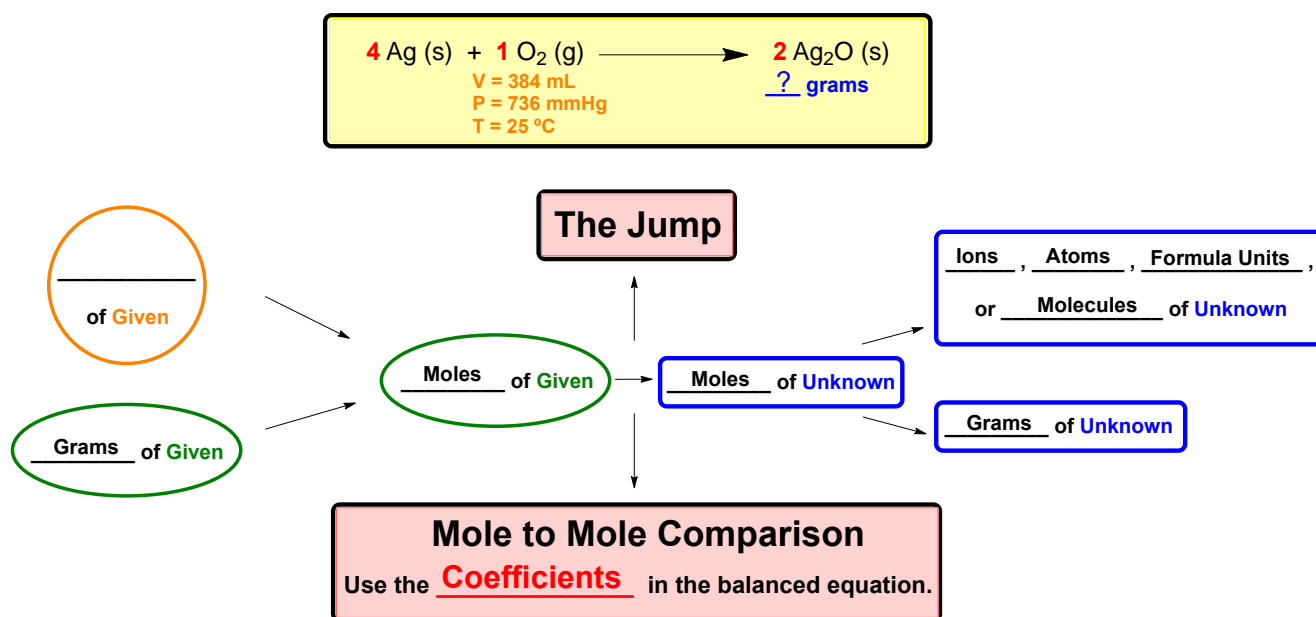 4 Ag (s) + 1 O₂ (g) 2 Ag₂O (s)
V = 384 mL
? grams
P = 736 mmHg
T = 25 ºC
The Jump
Ions , Atoms , Formula Units ,
or Molecules of Unknown
of Given
Moles of Given
Moles of Unknown
Grams of Given
Grams of Unknown
Mole to Mole Comparison
Use the Coefficients in the balanced equation.